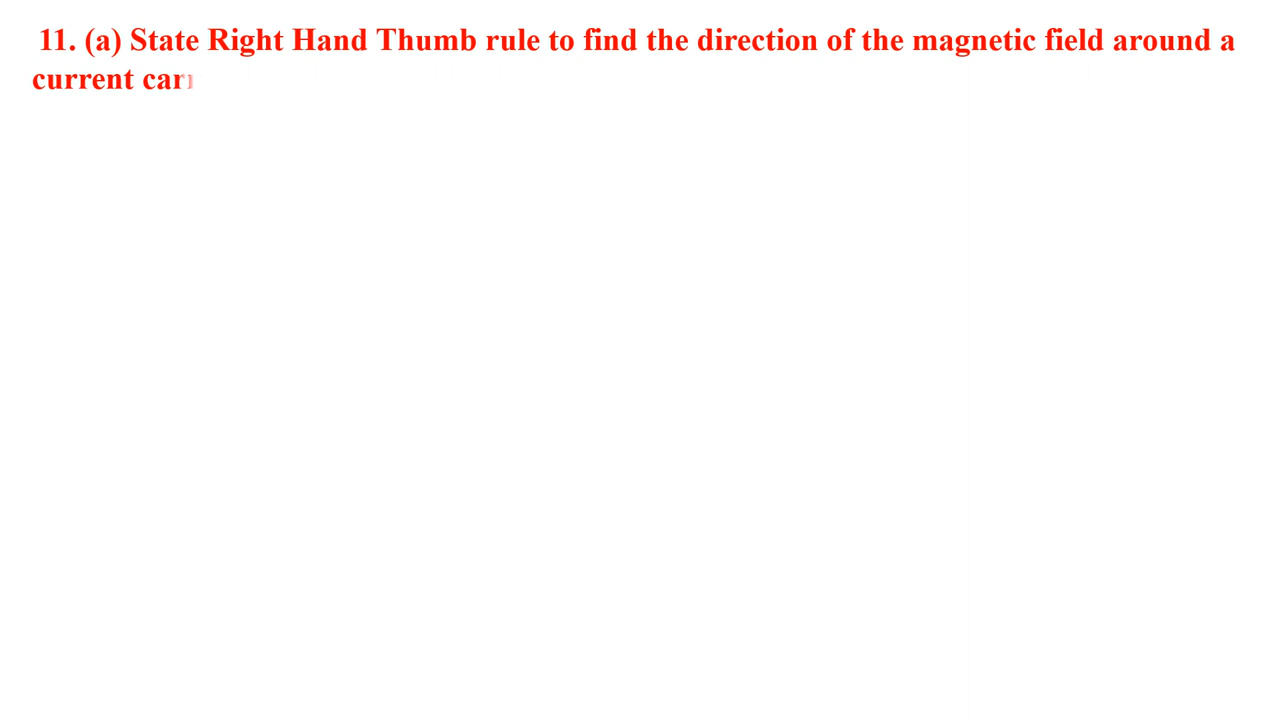 11. (a) State Right Hand Thumb rule to find the direction of the magnetic field around a
current car